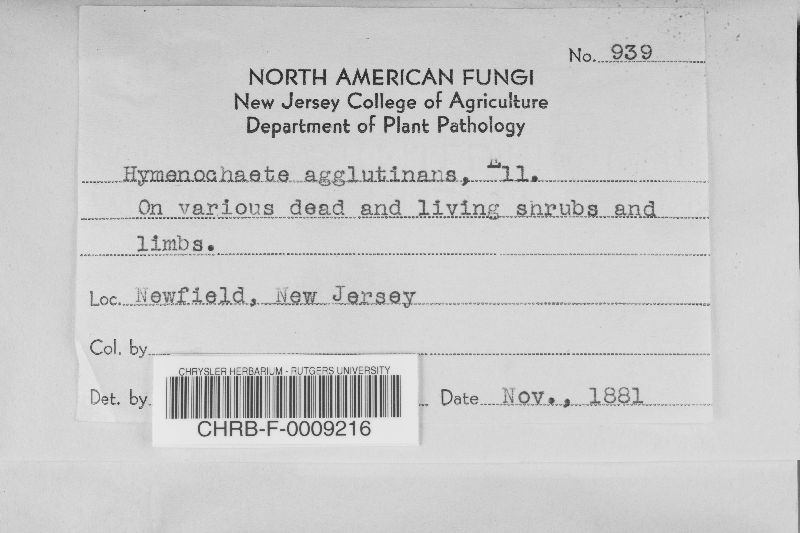 No. 939
NORTH AMERICAN FUNGI
New Jersey College of Agriculture
Department of Plant Pathology
Hymenochaete agglutinans, Ell.
On various dead and living shrubs and
limbs.
Loc. Newfield, New Jersey
Col. by
CHRYSLER HERBARIUM - RUTGERS UNIVERSITY
Det. by
Date Nov., 1881
CHRB-F-0009216